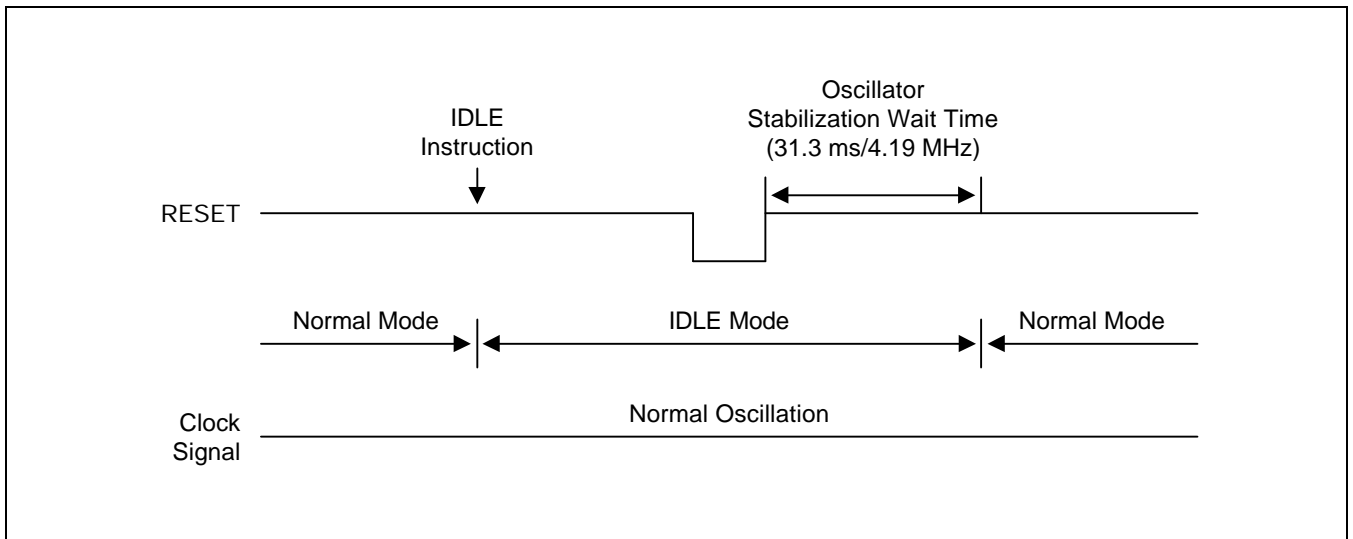 IDLE
Instruction
Oscillator
Stabilization Wait Time
(31.3 ms/4.19 MHz)
RESET
Normal Mode
IDLE Mode
Normal Mode
Clock
Signal
Normal Oscillation